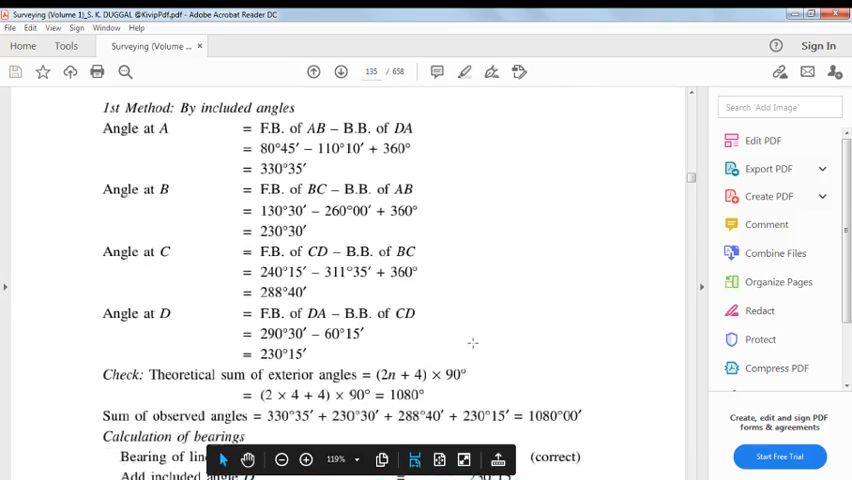 Surveying (Volume 1)_S. K. DUGGAL @KivipPdf.pdf - Adobe Acrobat Reader DC
File Edit View Sign Window Help
Home Tools Surveying (Volume ... × Sign In
135 / 658
1st Method: By included angles
Angle at A = F.B. of AB – B.B. of DA
= 80°45′ – 110°10′ + 360°
= 330°35′
Angle at B = F.B. of BC – B.B. of AB
= 130°30′ – 260°00′ + 360°
= 230°30′
Angle at C = F.B. of CD – B.B. of BC
= 240°15′ – 311°35′ + 360°
= 288°40′
Angle at D = F.B. of DA – B.B. of CD
= 290°30′ – 60°15′
= 230°15′
Check: Theoretical sum of exterior angles = (2n + 4) × 90°
= (2 × 4 + 4) × 90° = 1080°
Sum of observed angles = 330°35′ + 230°30′ + 288°40′ + 230°15′ = 1080°00′
Calculation of bearings
Bearing of (correct)
Add included angle D = 230°15′
119%
Search 'Add Image'
Edit PDF
Export PDF
Create PDF
Comment
Combine Files
Organize Pages
Redact
Protect
Compress PDF
Create, edit and sign PDF
forms & agreements
Start Free Trial